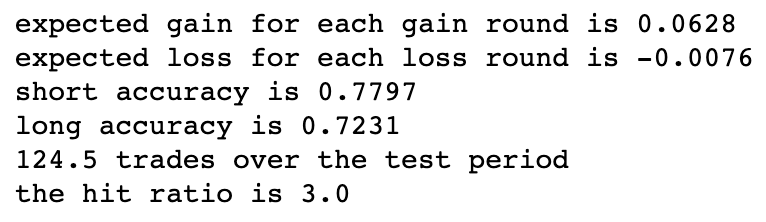 expected gain for each gain round is 0.0628
expected loss for each loss round is -0.0076
short accuracy is 0.7797
long accuracy is 0.7231
124.5 trades over the test period
the hit ratio is 3.0